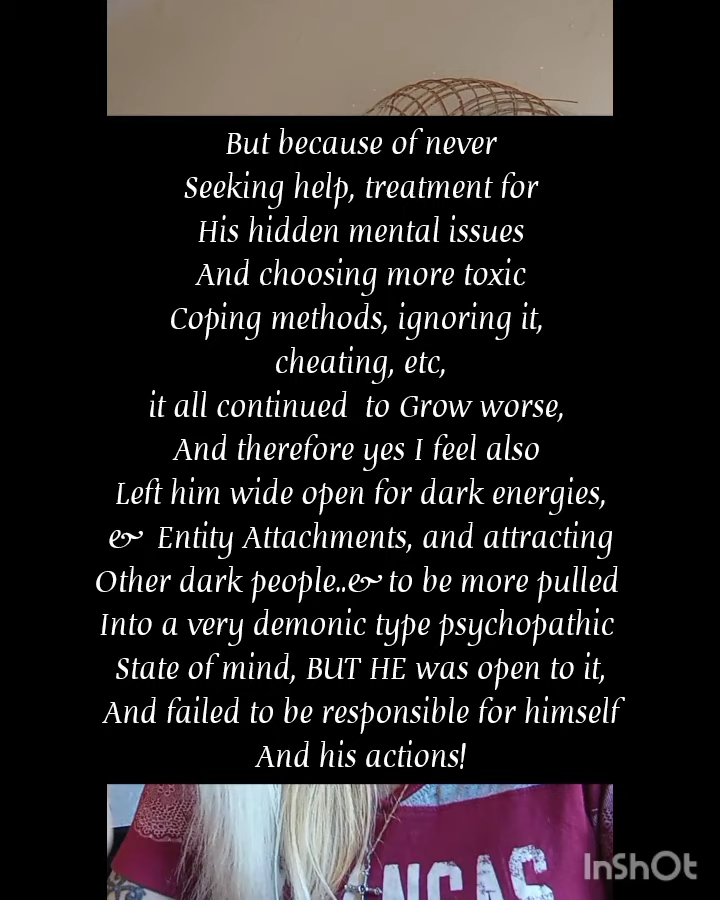 But because of never
Seeking help, treatment for
His hidden mental issues
And choosing more toxic
Coping methods, ignoring it,
cheating, etc,
it all continued to Grow worse,
And therefore yes I feel also
Left him wide open for dark energies,
& Entity Attachments, and attracting
Other dark people..& to be more pulled
Into a very demonic type psychopathic
State of mind, BUT HE was open to it,
And failed to be responsible for himself
And his actions!
NSAS
InShOt